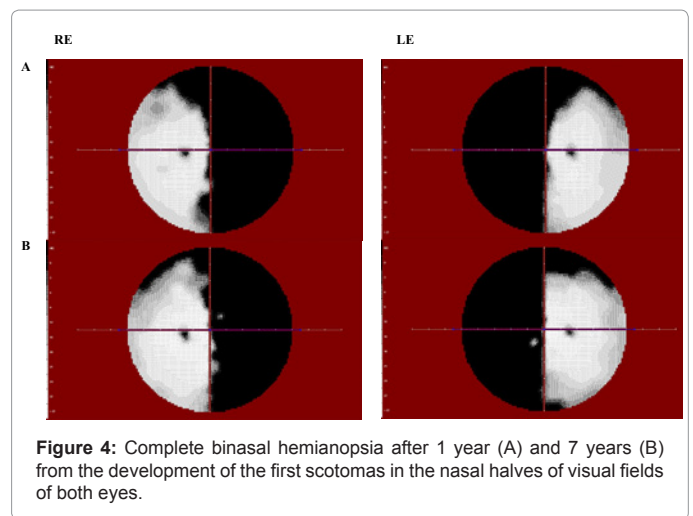 RE
LE
A
B
Figure 4: Complete binasal hemianopsia after 1 year (A) and 7 years (B)
from the development of the first scotomas in the nasal halves of visual fields
of both eyes.